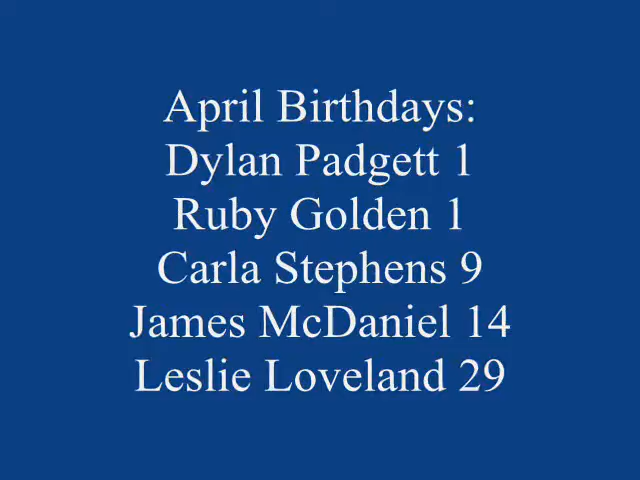 April Birthdays:
Dylan Padgett 1
Ruby Golden 1
Carla Stephens 9
James McDaniel 14
Leslie Loveland 29